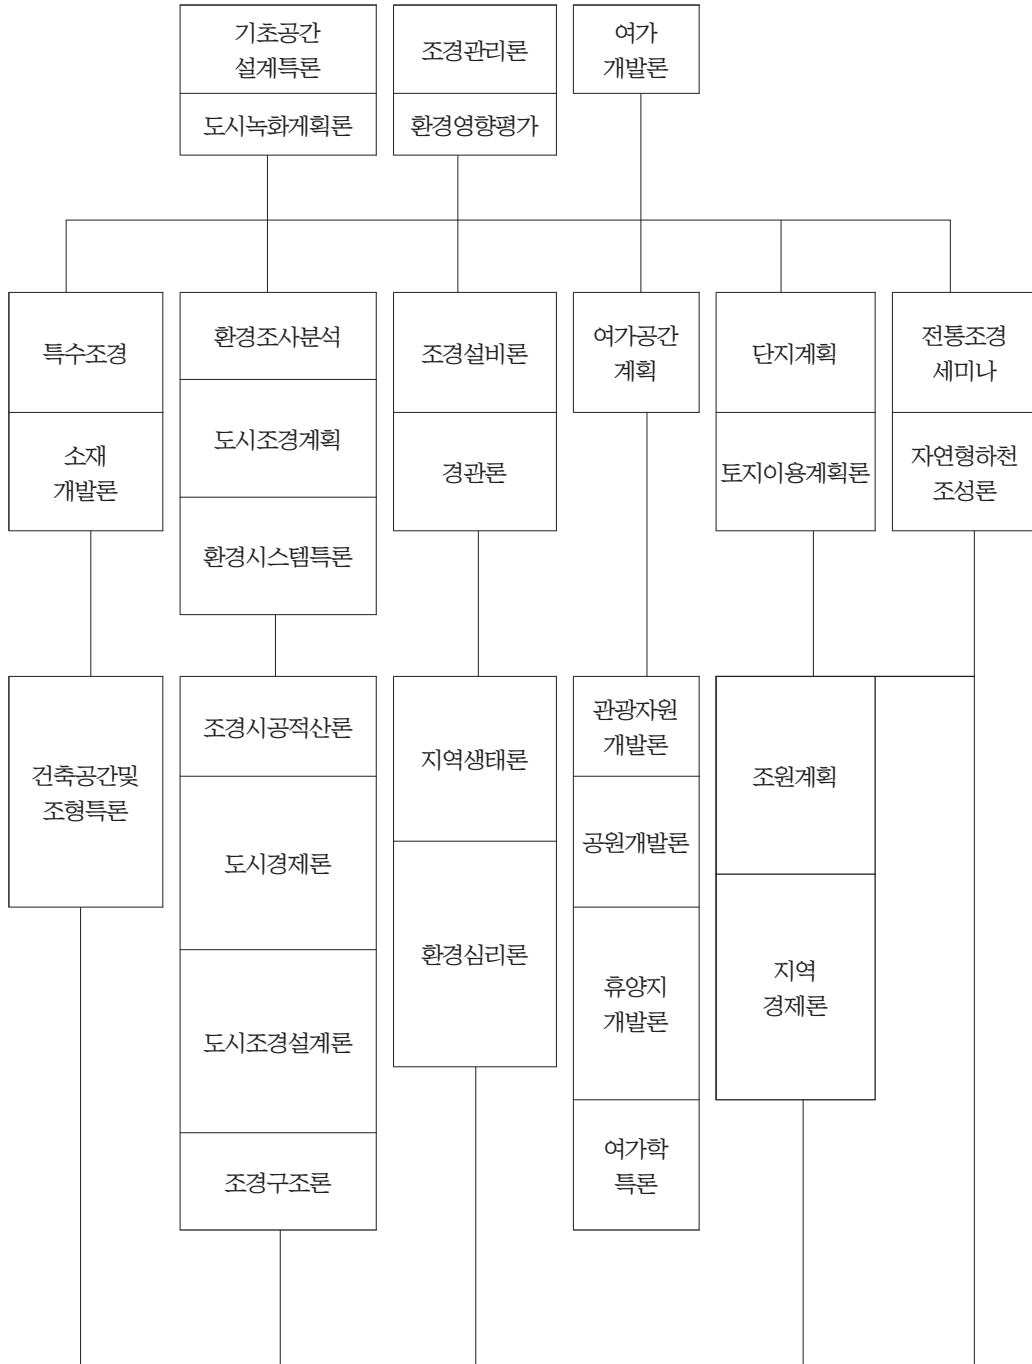 기초공간
설계특론
조경관리론
여가
개발론
도시녹화계획론
환경영향평가
특수조경
환경조사분석
조경설비론
여가공간
계획
단지계획
전통조경
세미나
소재
개발론
도시조경계획
경관론
토지이용계획론
자연형하천
조성론
환경시스템특론
건축공간및
조형특론
조경시공적산론
지역생태론
관광자원
개발론
조원계획
도시경제론
공원개발론
환경심리론
휴양지
개발론
지역
경제론
도시조경설계론
조경구조론
여가학
특론